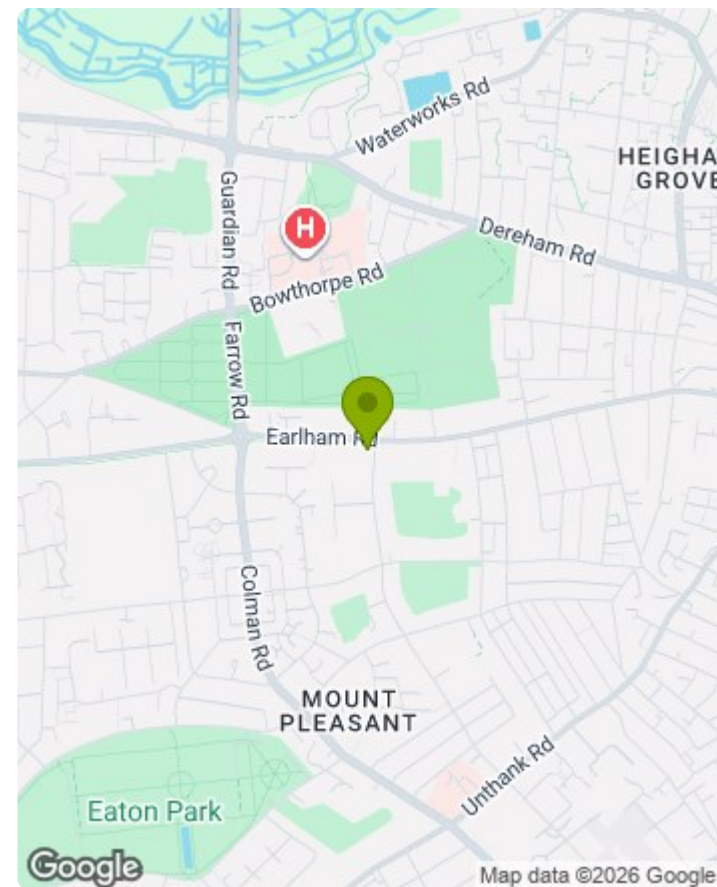 Waterworks Rd
HEIGHA
GROVE
Guardian Rd
H
Dereham Rd
Bowthorpe Rd
Farrow Rd
Earlham Rd
Colman Rd
MOUNT
PLEASANT
Unthank Rd
Eaton Park
Google
Map data ©2026 Google